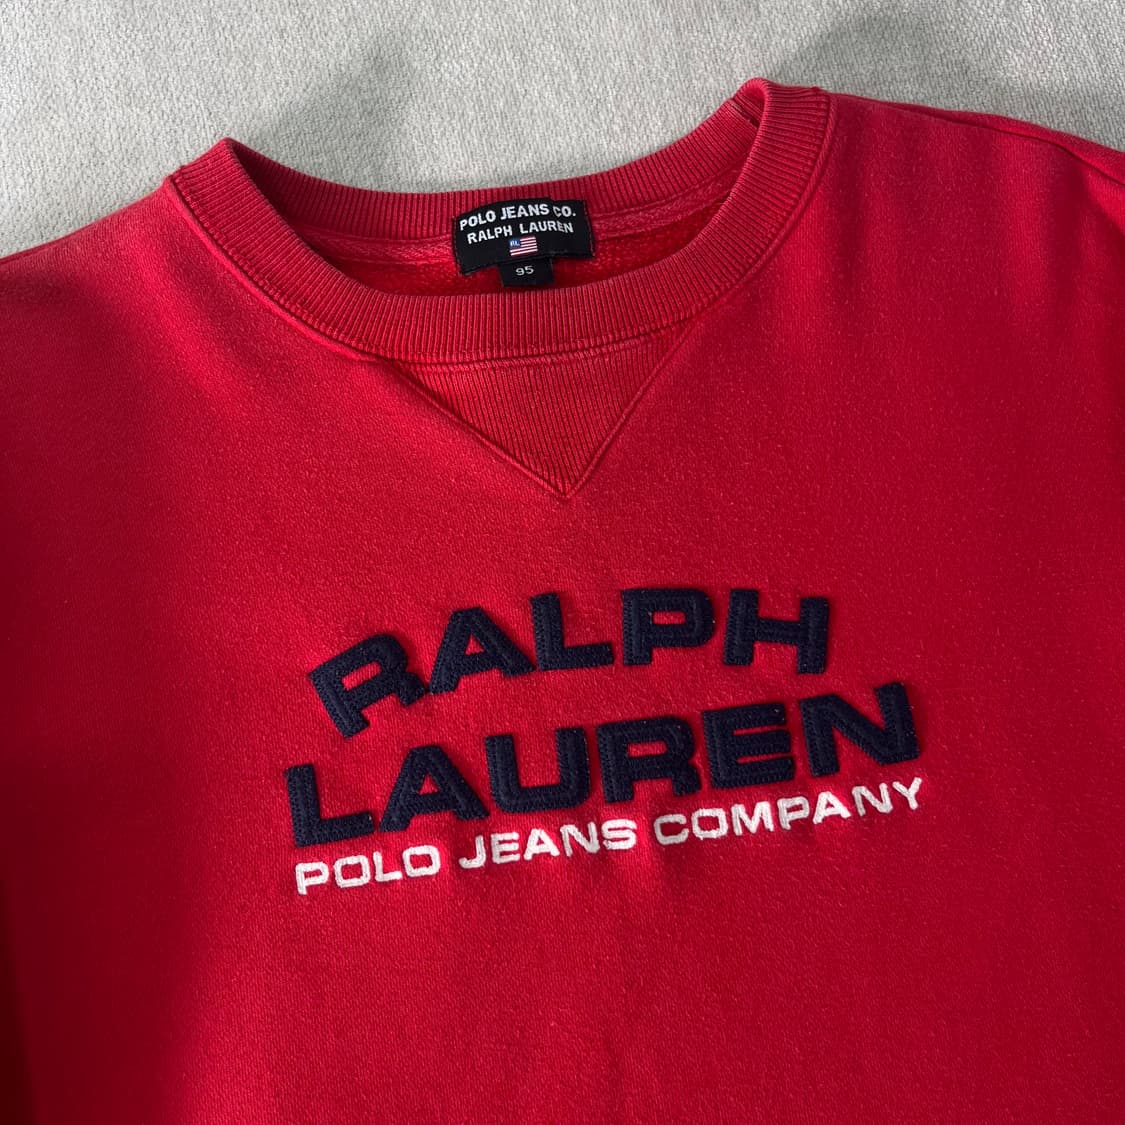 POLO JEANS CO.
RALPH LAUREN
RL
95
RALPH
LAUREN
POLO JEANS COMPANY